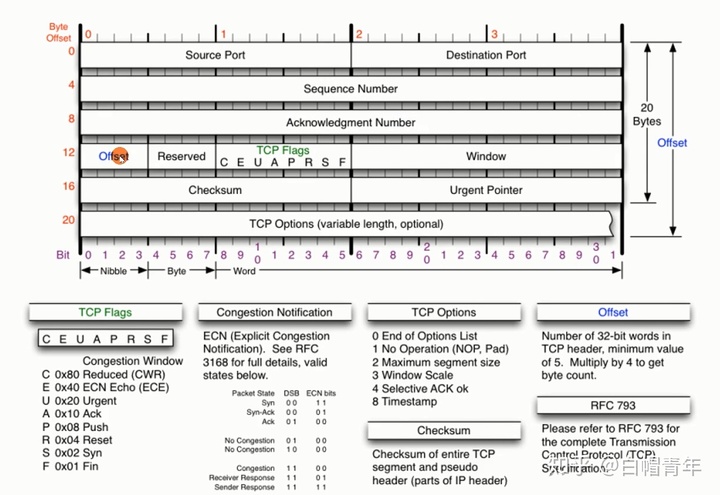 Byte Offset 0 1 2 3
0 Source Port Destination Port
4 Sequence Number
8 Acknowledgment Number
20 Bytes
Offset
12 Offset Reserved TCP Flags Window
C E U A P R S F
16 Checksum Urgent Pointer
20 TCP Options (variable length, optional)
Bit 0 1 2 3 4 5 6 7 8 9 10 1 2 3 4 5 6 7 8 9 20 1 2 3 4 5 6 7 8 9 30 1
Nibble Byte Word
TCP Flags
C E U A P R S F
Congestion Window
C 0x80 Reduced (CWR)
E 0x40 ECN Echo (ECE)
U 0x20 Urgent
A 0x10 Ack
P 0x08 Push
R 0x04 Reset
S 0x02 Syn
F 0x01 Fin
Congestion Notification
ECN (Explicit Congestion
Notification). See RFC
3168 for full details, valid
states below.
Packet State DSB ECN bits
Syn 0 0 1 1
Syn-Ack 0 0 0 1
Ack 0 1 0 0
No Congestion 0 1 0 0
No Congestion 1 0 0 0
Congestion 1 1 0 0
Receiver Response 1 1 0 1
Sender Response 1 1 1 1
TCP Options
0 End of Options List
1 No Operation (NOP, Pad)
2 Maximum segment size
3 Window Scale
4 Selective ACK ok
8 Timestamp
Checksum
Checksum of entire TCP
segment and pseudo
header (parts of IP header)
Offset
Number of 32-bit words in
TCP header, minimum value
of 5. Multiply by 4 to get
byte count.
RFC 793
Please refer to RFC 793 for
the complete Transmission
Control Protocol (TCP)
Specification.
知乎 @白帽青年